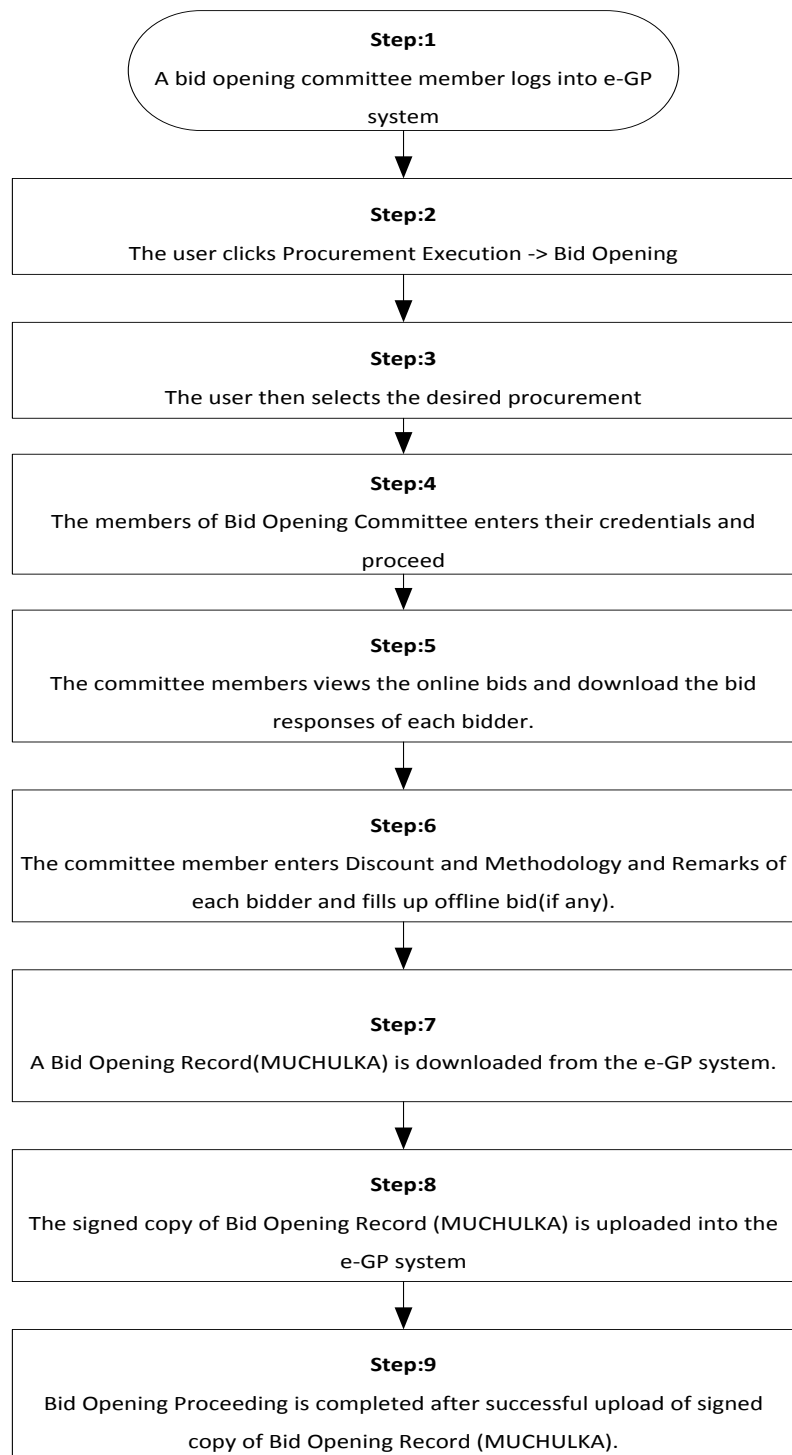 Step:1
A bid opening committee member logs into e-GP
system
Step:2
The user clicks Procurement Execution -> Bid Opening
Step:3
The user then selects the desired procurement
Step:4
The members of Bid Opening Committee enters their credentials and
proceed
Step:5
The committee members views the online bids and download the bid
responses of each bidder.
Step:6
The committee member enters Discount and Methodology and Remarks of
each bidder and fills up offline bid(if any).
Step:7
A Bid Opening Record(MUCHULKA) is downloaded from the e-GP system.
Step:8
The signed copy of Bid Opening Record (MUCHULKA) is uploaded into the
e-GP system
Step:9
Bid Opening Proceeding is completed after successful upload of signed
copy of Bid Opening Record (MUCHULKA).